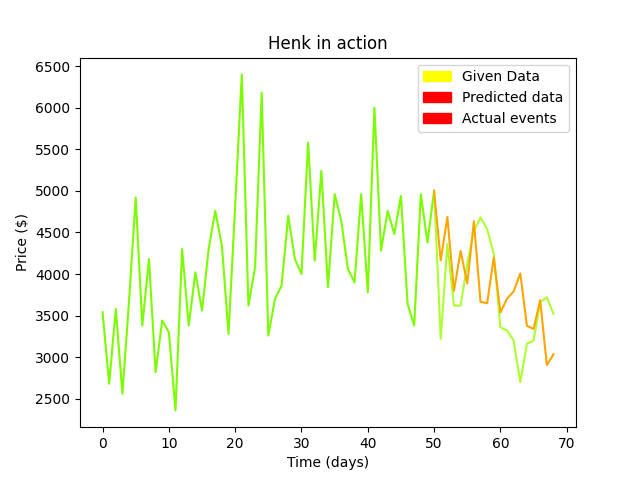 Henk in action
Given Data
Predicted data
Actual events
6500
6000
5500
5000
4500
4000
3500
3000
2500
Price ($)
0 10 20 30 40 50 60 70
Time (days)